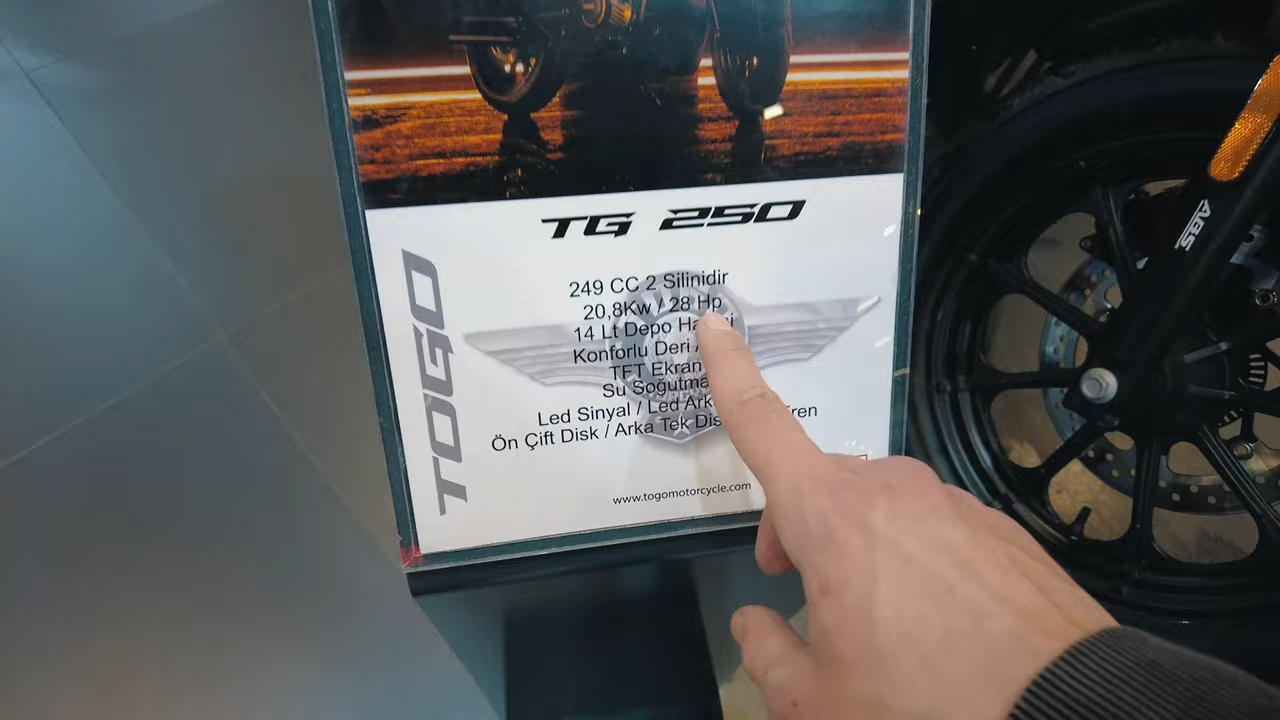 TG 250
TOGO
249 CC 2 Silinidir
20,8Kw / 28 Hp
14 Lt Depo
Konforlu Deri
TFT Ekran
Su Soğutma
Led Sinyal / Led
Ön Çift Disk / Arka Tek
www.togomotorcycle.com
ABS